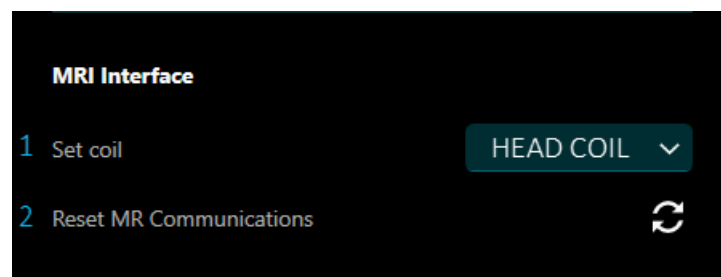 MRI Interface
1 Set coil HEAD COIL
2 Reset MR Communications